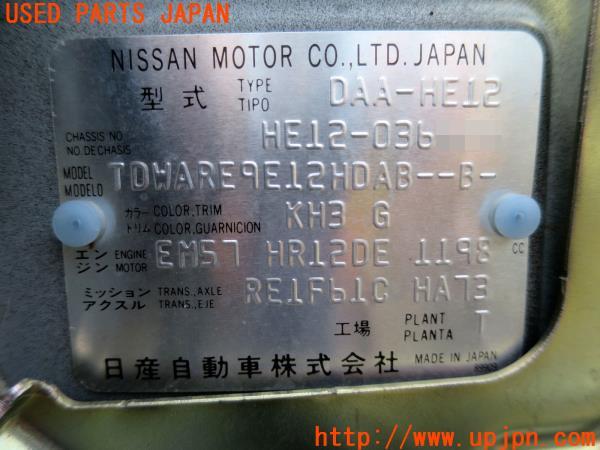 USED PARTS JAPAN
NISSAN MOTOR CO.,LTD. JAPAN
型式 TYPE TIPO DAA-HE12
CHASSIS NO. NO. DE CHASIS HE12-036
MODEL MODELO TDWARE9E12HDAB--B-
カラー トリム COLOR,TRIM COLOR,GUARNICION KH3 G
エンジン ENGINE MOTOR EM57 HR12DE 1198 CC
ミッション アクスル TRANS.,AXLE TRANS.,EJE RE1F61C HA73
工場 PLANT PLANTA T
日産自動車株式会社 MADE IN JAPAN
http://www.upjpn.com